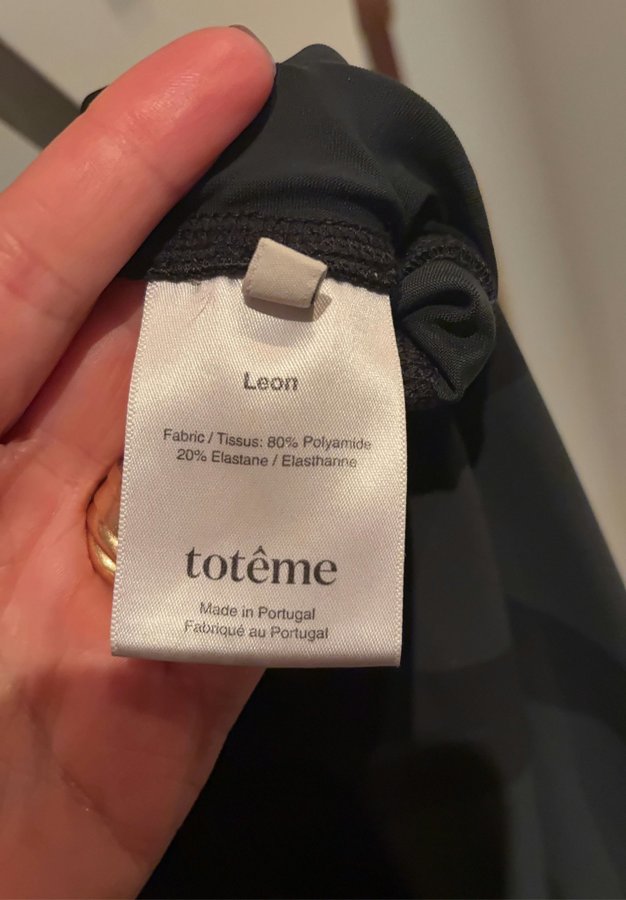 Leon
Fabric / Tissus: 80% Polyamide
20% Elastane / Elasthanne
totême
Made in Portugal
Fabriqué au Portugal